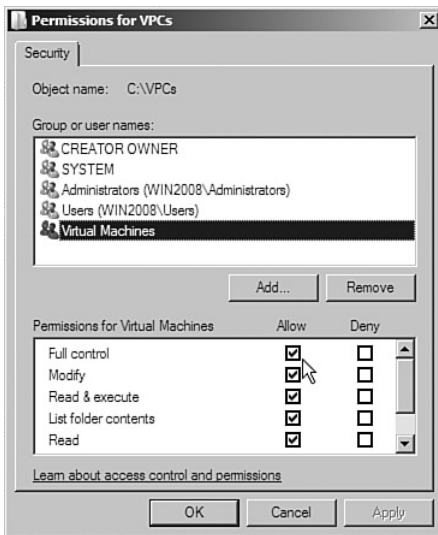 Permissions for VPCs
Security
Object name: C:\VPCs
Group or user names:
CREATOR OWNER
SYSTEM
Administrators (WIN2008\Administrators)
Users (WIN2008\Users)
Virtual Machines
Add... Remove
Permissions for Virtual Machines Allow Deny
Full control
Modify
Read & execute
List folder contents
Read
Learn about access control and permissions
OK Cancel Apply